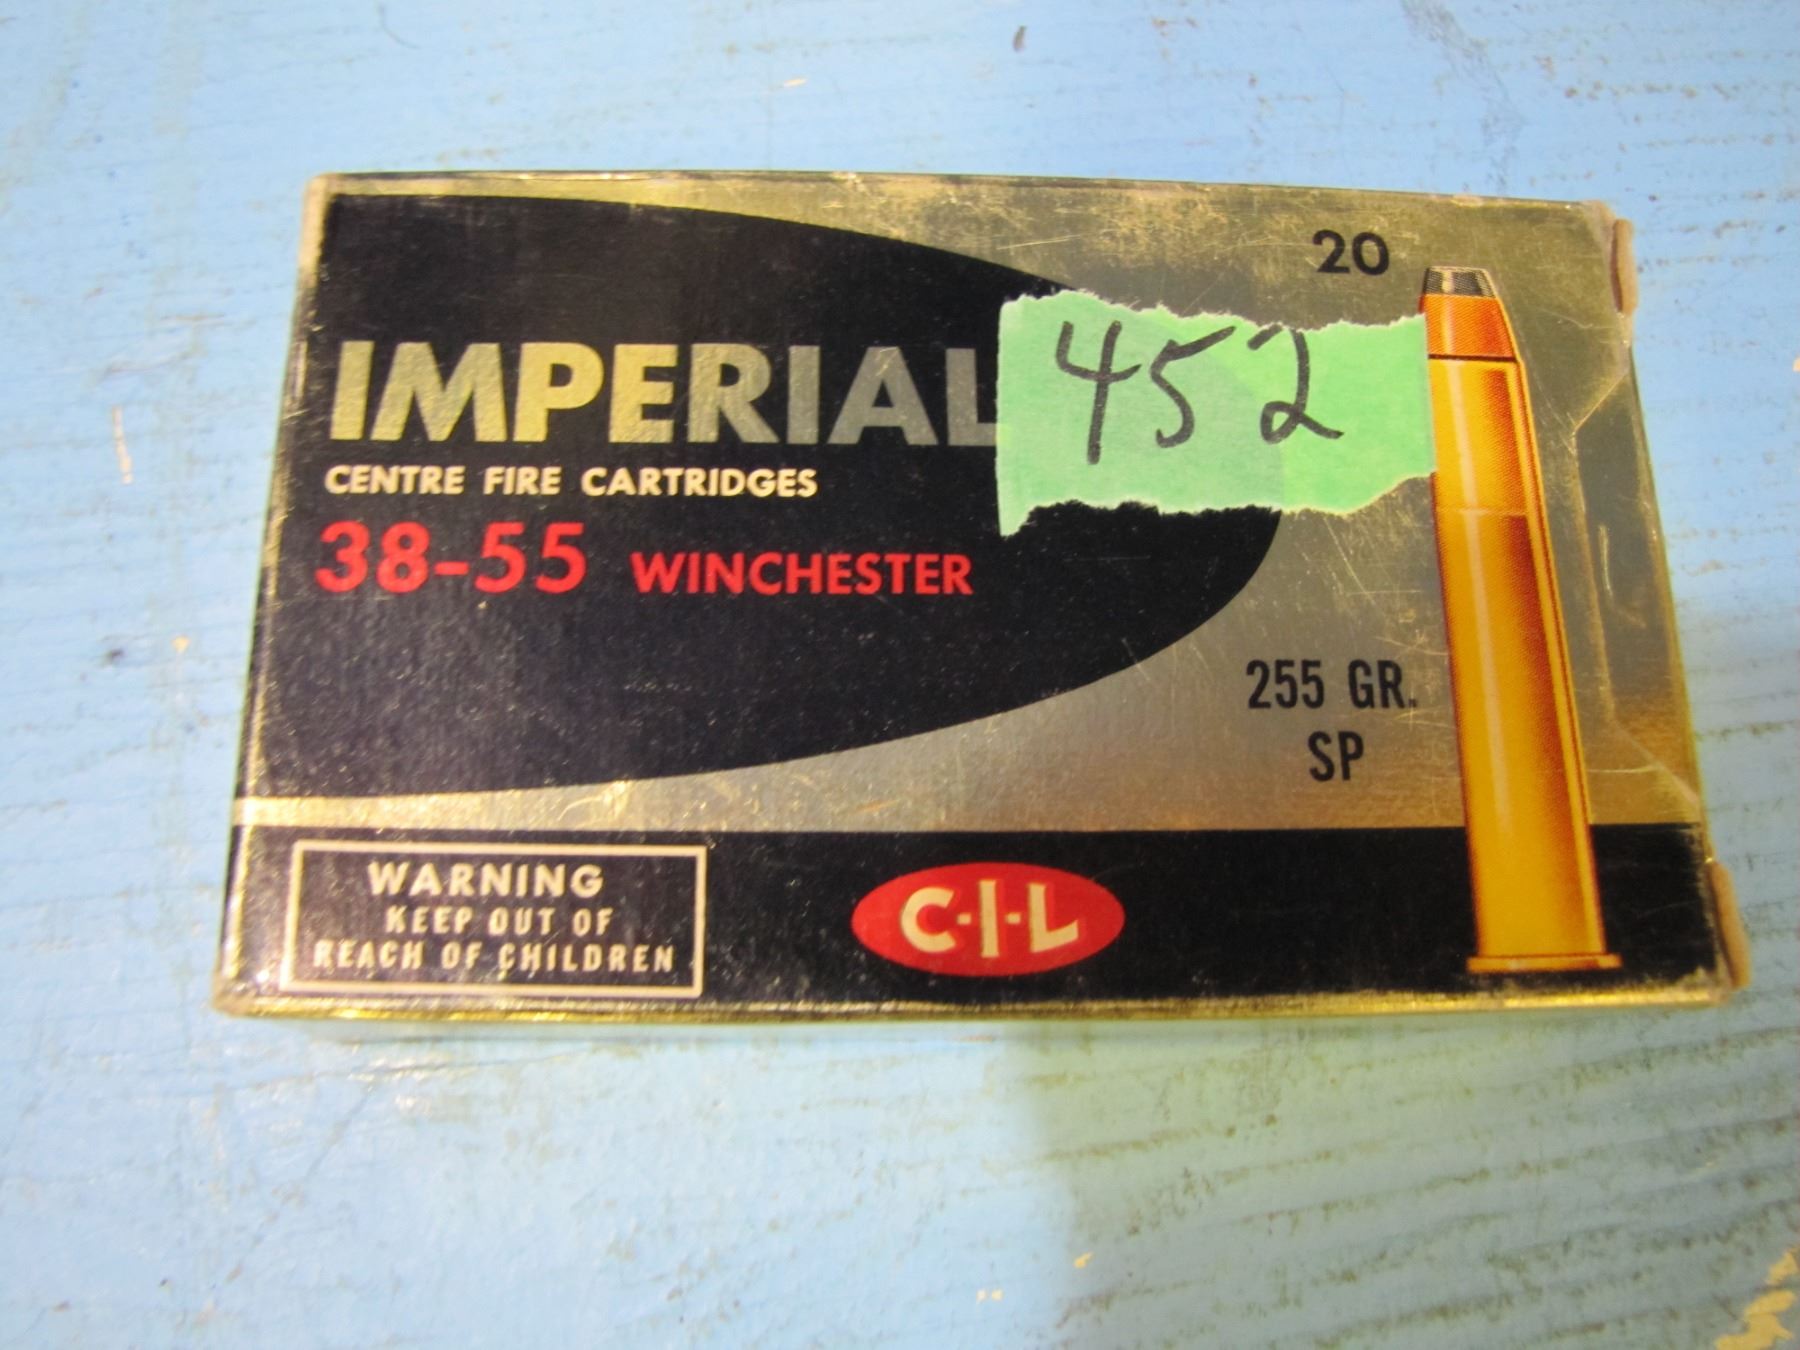 20
IMPERIAL
452
CENTRE FIRE CARTRIDGES
38-55 WINCHESTER
255 GR.
SP
WARNING
KEEP OUT OF
REACH OF CHILDREN
C-I-L